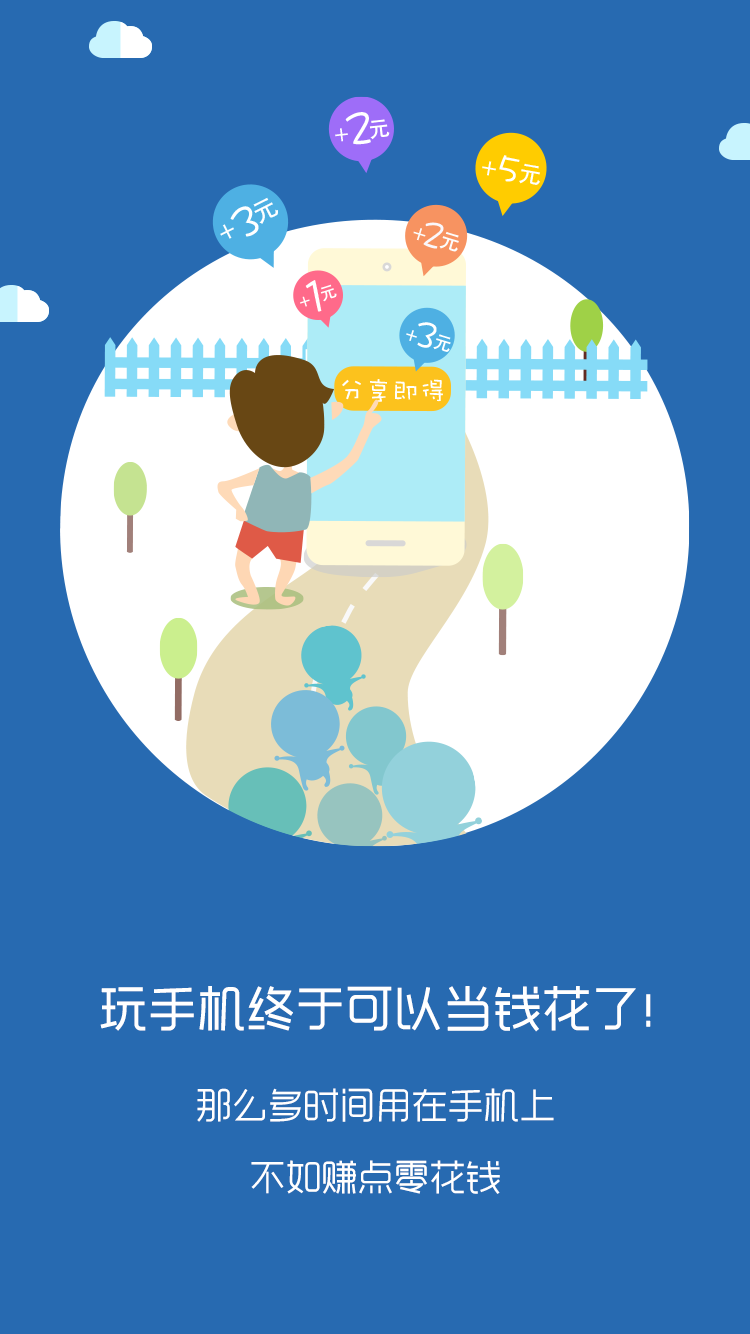 +2元
+5元
+3元
+2元
+1元
+3元
分享即得
玩手机终于可以当钱花了!
那么多时间用在手机上
不如赚点零花钱